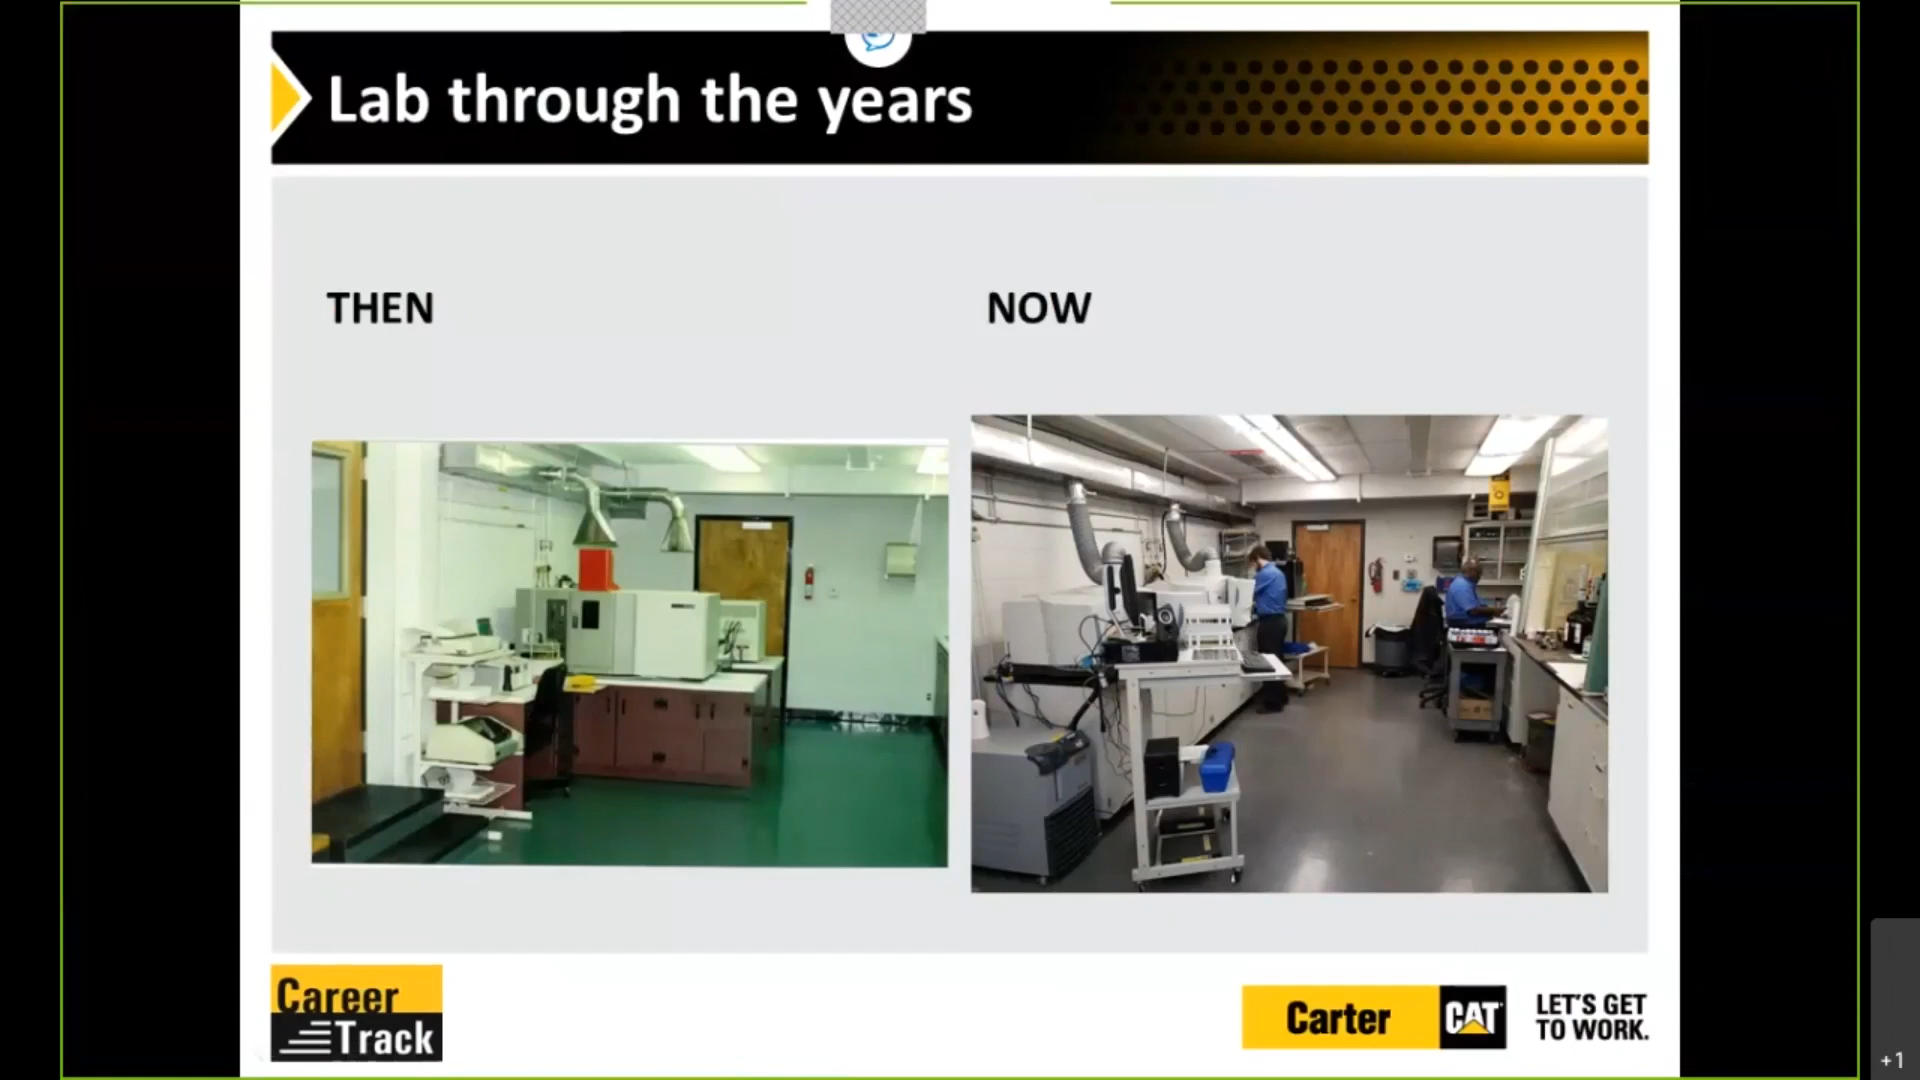 Lab through the years
THEN
NOW
Career
Track
Carter
CAT
LET'S GET
TO WORK.
+1